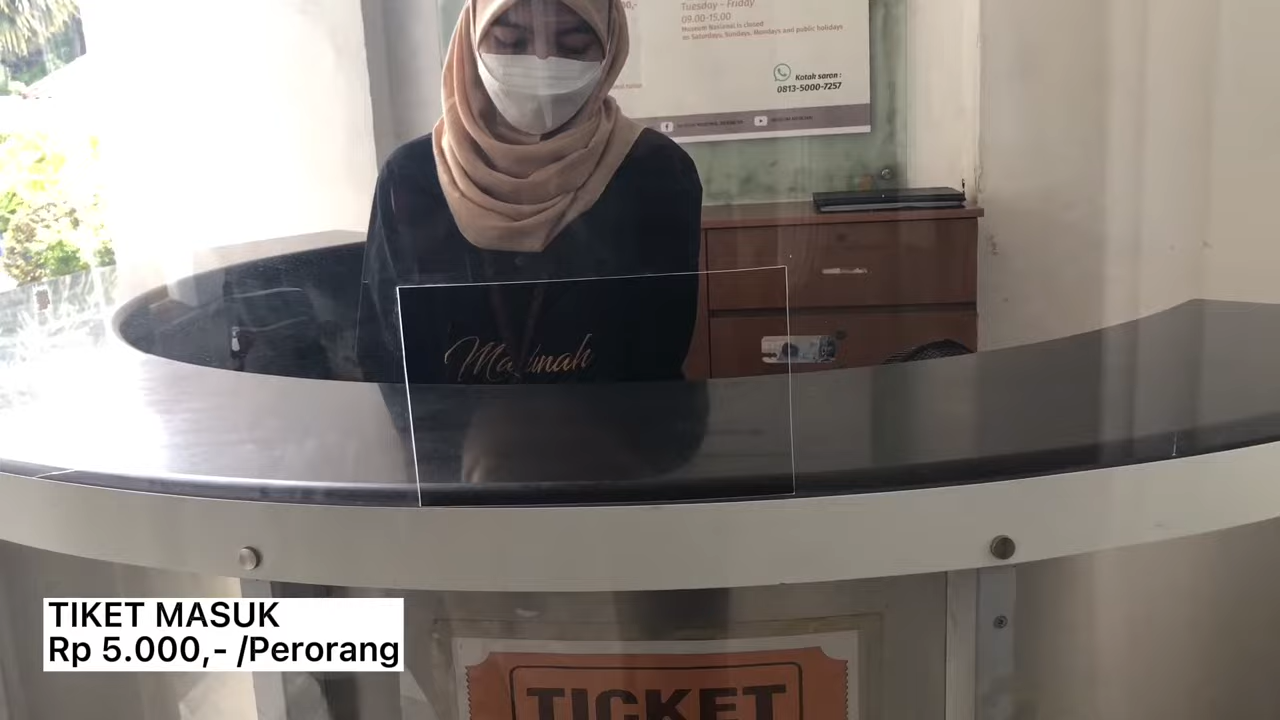 00,-
Tuesday - Friday
09.00-15.00
Museum Nasional is closed
on Saturdays, Sundays, Mondays and public holidays
Kotak saran :
0813-5000-7257
TIKET MASUK
Rp 5.000,- /Perorang
TICKET